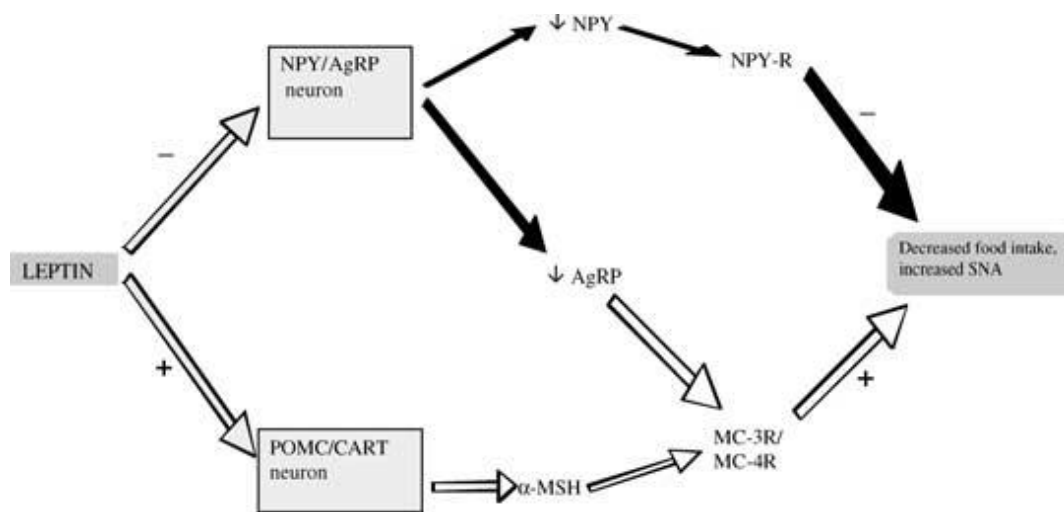 ↓ NPY
NPY/AgRP
neuron
NPY-R
–
–
LEPTIN
↓ AgRP
Decreased food intake,
increased SNA
+
+
POMC/CART
neuron
α-MSH
MC-3R/
MC-4R